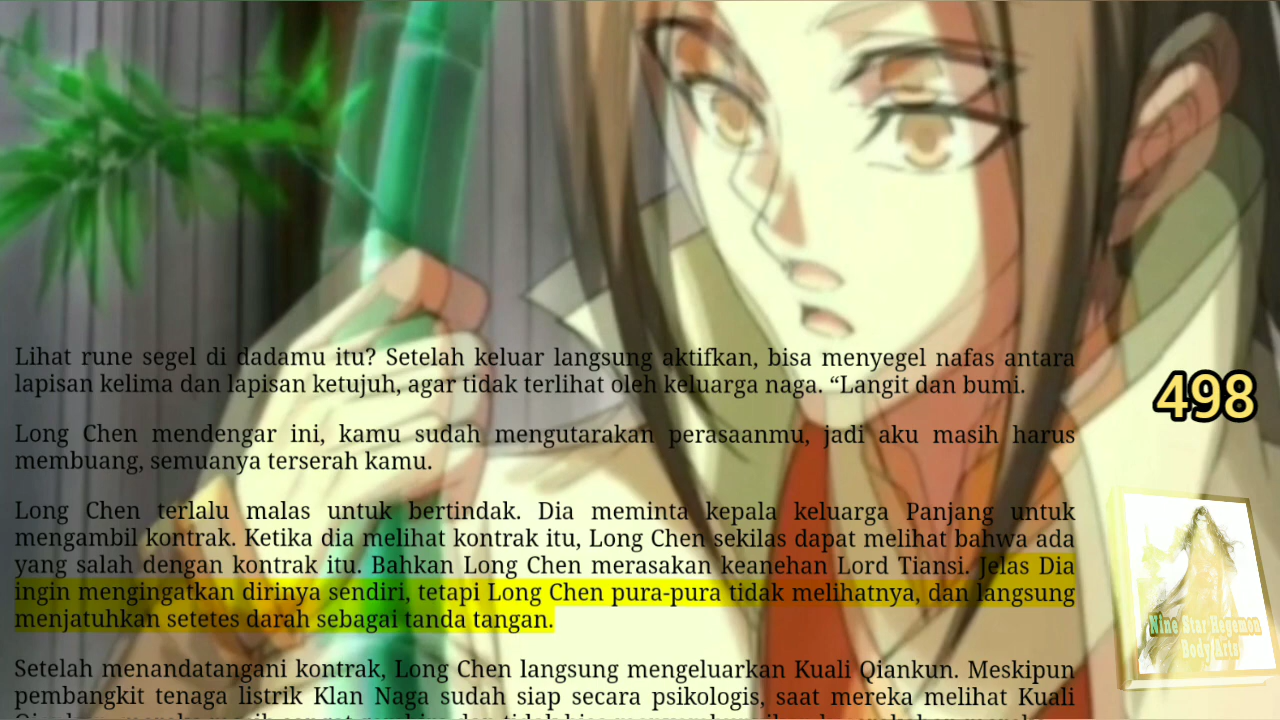 Lihat rune segel di dadamu itu? Setelah keluar langsung aktifkan, bisa menyegel nafas antara
lapisan kelima dan lapisan ketujuh, agar tidak terlihat oleh keluarga naga. “Langit dan bumi.
Long Chen mendengar ini, kamu sudah mengutarakan perasaanmu, jadi aku masih harus
membuang, semuanya terserah kamu.
Long Chen terlalu malas untuk bertindak. Dia meminta kepala keluarga Panjang untuk
mengambil kontrak. Ketika dia melihat kontrak itu, Long Chen sekilas dapat melihat bahwa ada
yang salah dengan kontrak itu. Bahkan Long Chen merasakan keanehan Lord Tiansi. Jelas Dia
ingin mengingatkan dirinya sendiri, tetapi Long Chen pura-pura tidak melihatnya, dan langsung
menjatuhkan setetes darah sebagai tanda tangan.
Setelah menandatangani kontrak, Long Chen langsung mengeluarkan Kuali Qiankun. Meskipun
pembangkit tenaga listrik Klan Naga sudah siap secara psikologis, saat mereka melihat Kuali
498
Nine Star Hegemon
Body Arts